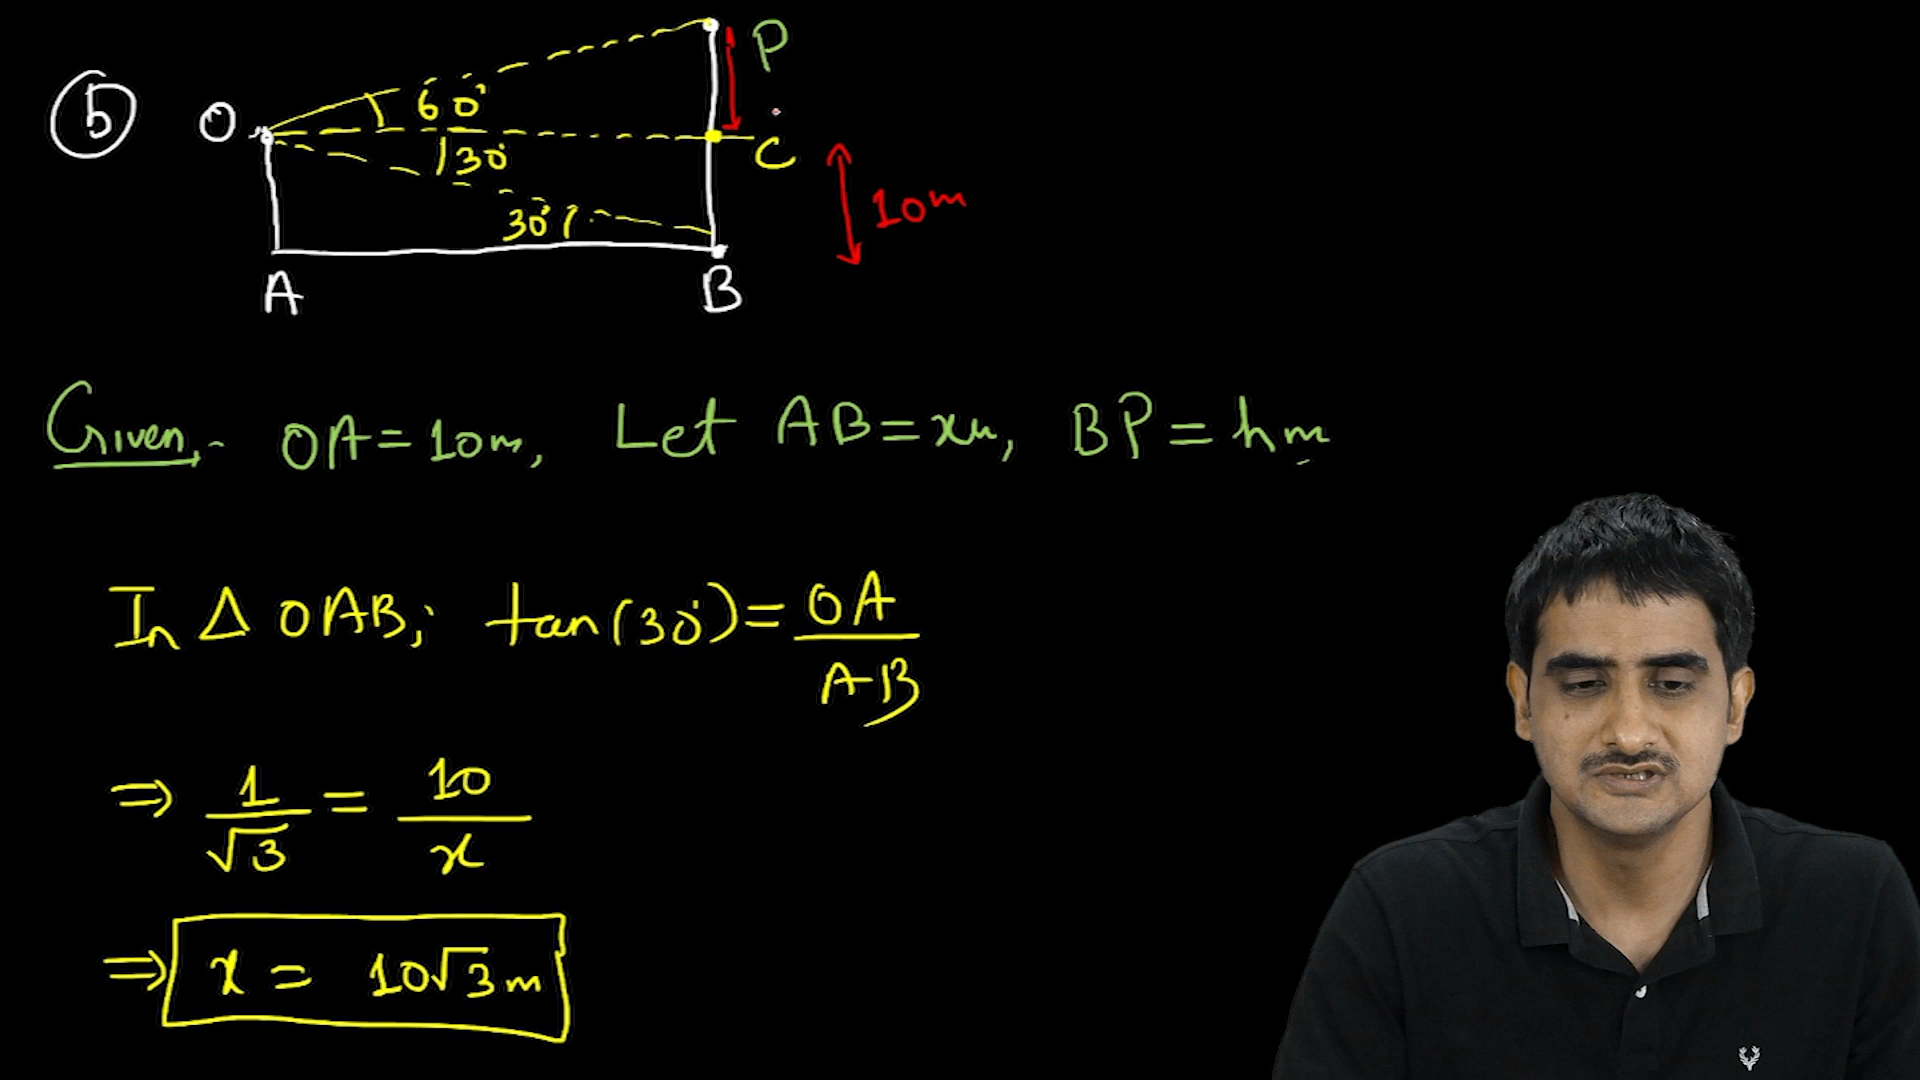 5
O
60°
P
30°
C
30°
10m
A
B
Given,- OA=10m, Let AB=xm, BP=hm
In Δ OAB; tan(30°)=OA/AB
⇒ 1/√3 = 10/x
⇒ x = 10√3m